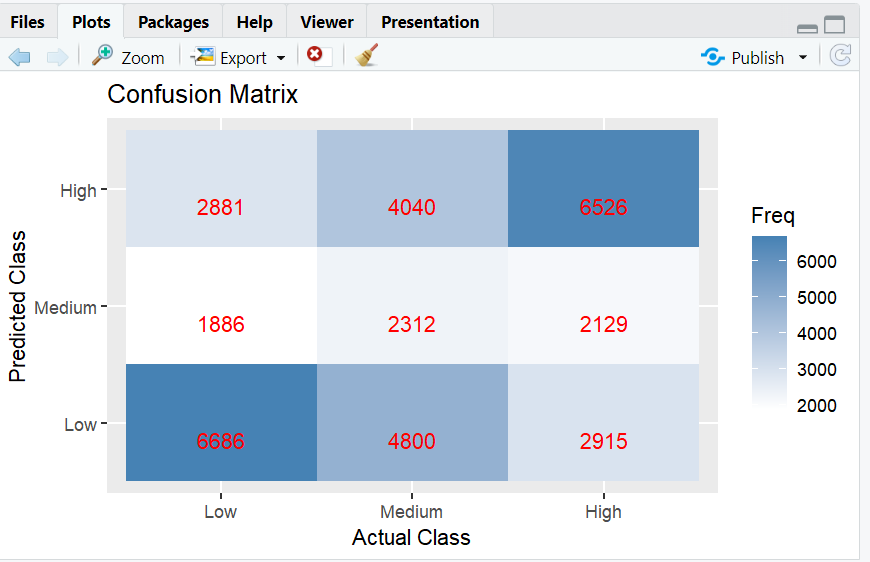 Files Plots Packages Help Viewer Presentation
Zoom Export Publish
Confusion Matrix
High 2881 4040 6526
Medium 1886 2312 2129
Low 6686 4800 2915
Low Medium High
Actual Class
Predicted Class
Freq
6000
5000
4000
3000
2000